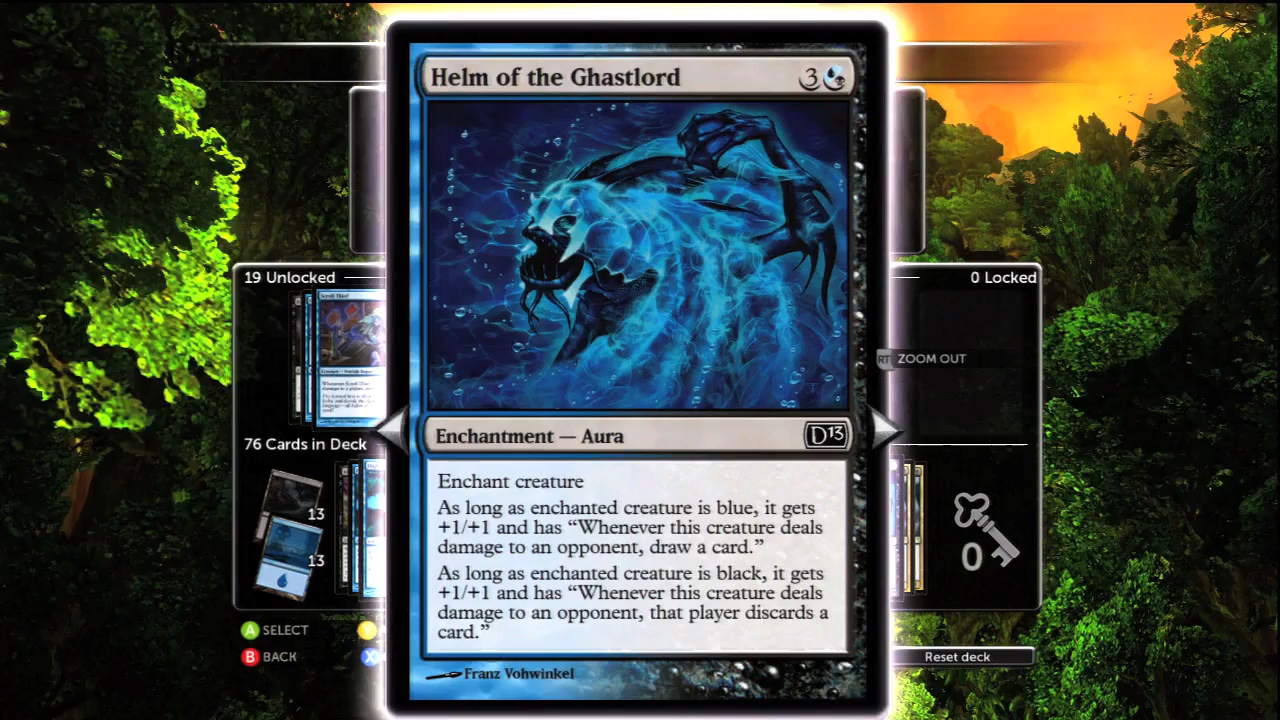 Helm of the Ghastlord 3
19 Unlocked
0 Locked
Scroll Thief
RT ZOOM OUT
Enchantment — Aura
D13
76 Cards in Deck
13
13
0
Enchant creature
As long as enchanted creature is blue, it gets
+1/+1 and has “Whenever this creature deals
damage to an opponent, draw a card.”
As long as enchanted creature is black, it gets
+1/+1 and has “Whenever this creature deals
damage to an opponent, that player discards a
card.”
A SELECT
Y
B BACK
X
Reset deck
Franz Vohwinkel